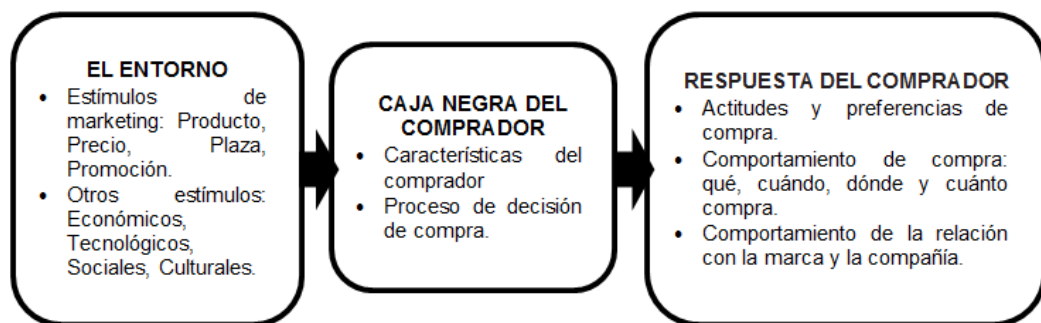 EL ENTORNO
• Estímulos de
marketing: Producto,
Precio, Plaza,
Promoción.
• Otros estímulos:
Económicos,
Tecnológicos,
Sociales, Culturales.
CAJA NEGRA DEL
COMPRADOR
• Características del
comprador
• Proceso de decisión
de compra.
RESPUESTA DEL COMPRADOR
• Actitudes y preferencias de
compra.
• Comportamiento de compra:
qué, cuándo, dónde y cuánto
compra.
• Comportamiento de la relación
con la marca y la compañía.